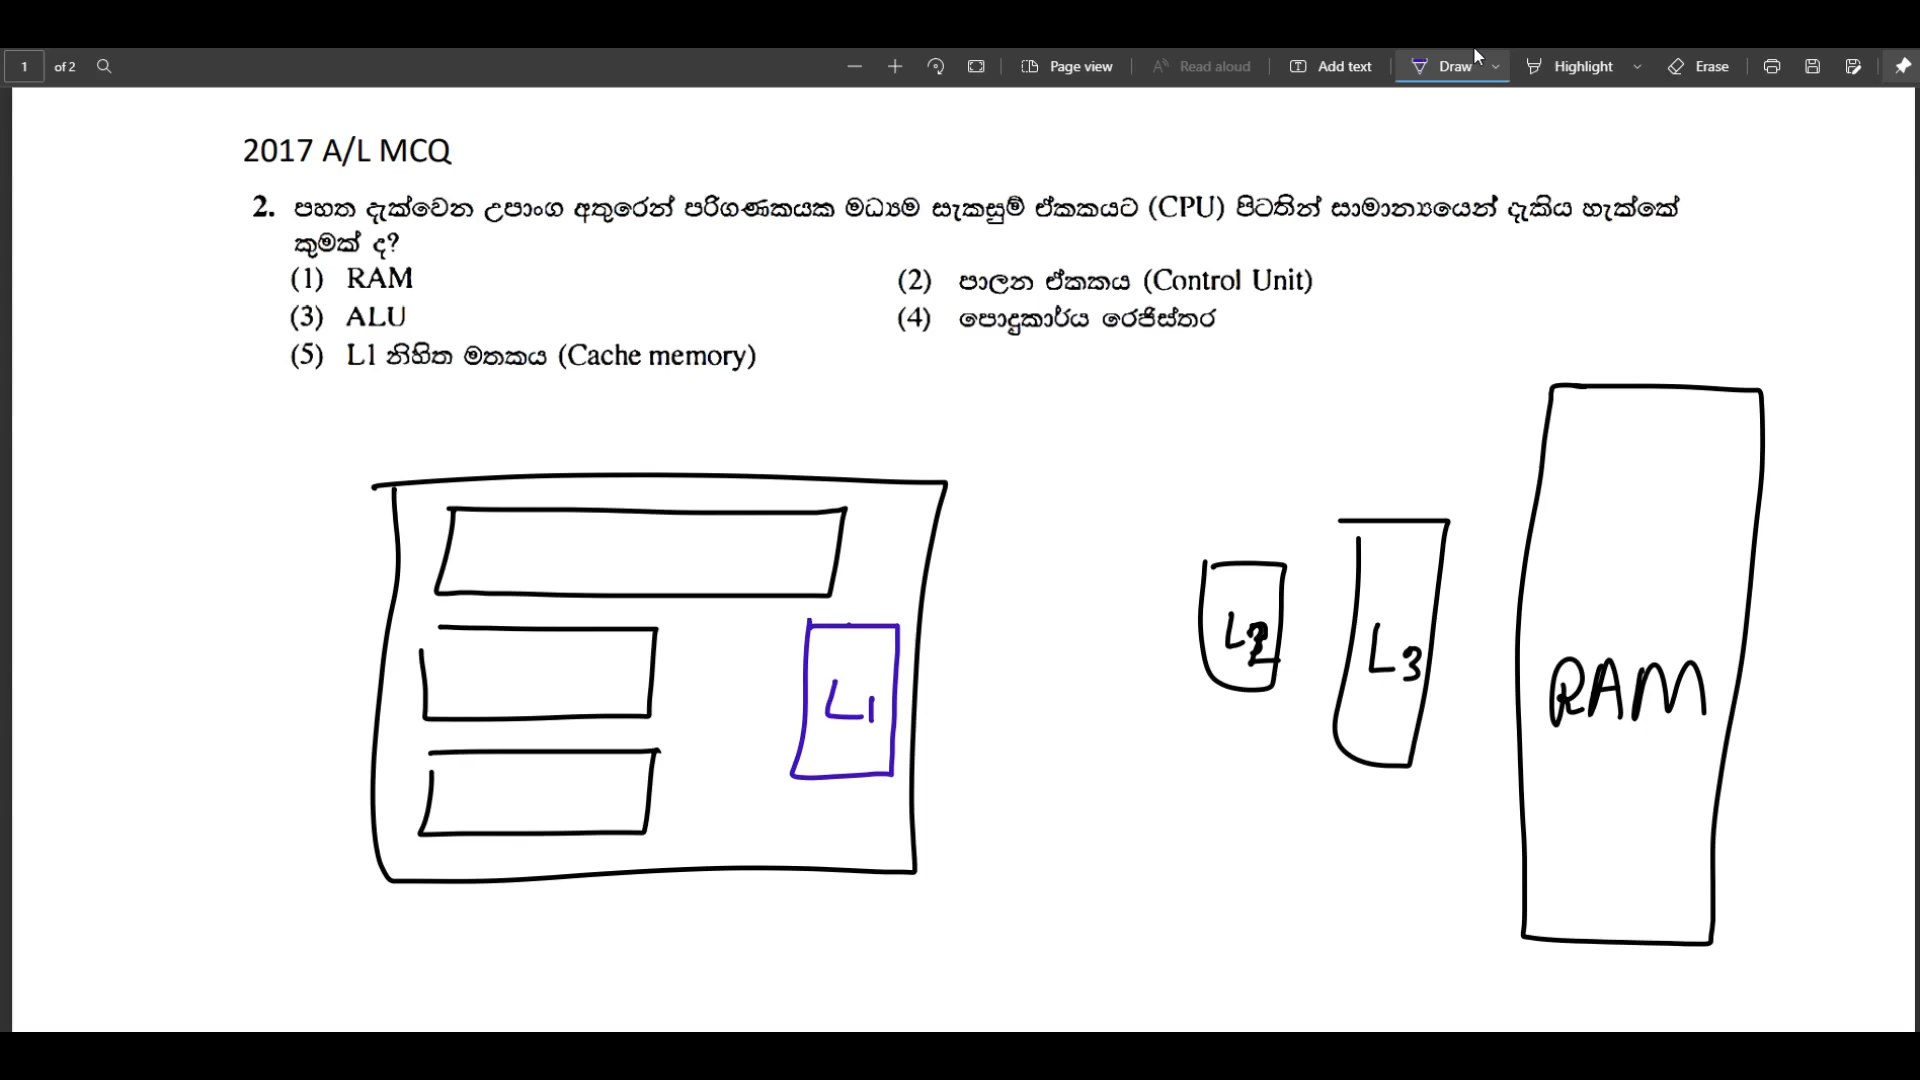 1 of 2 Page view Read aloud Add text Draw Highlight Erase
2017 A/L MCQ
2. පහත දැක්වෙන උපාංග අතුරෙන් පරිගණකයක මධ්‍යම සැකසුම් ඒකකයට (CPU) පිටතින් සාමාන්‍යයෙන් දැකිය හැක්කේ
කුමක් ද?
(1) RAM (2) පාලන ඒකකය (Control Unit)
(3) ALU (4) පොදුකාර්ය රෙජිස්තර
(5) L1 නිහිත මතකය (Cache memory)
L1 L2 L3 RAM